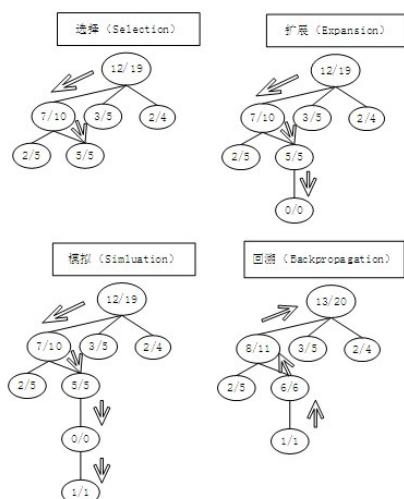 选择（Selection）
12/19
7/10 3/5 2/4
2/5 5/5
扩展（Expansion）
12/19
7/10 3/5 2/4
2/5 5/5
0/0
模拟（Simluation）
12/19
7/10 3/5 2/4
2/5 5/5
0/0
1/1
回溯（Backpropagation）
13/20
8/11 3/5 2/4
2/5 6/6
1/1